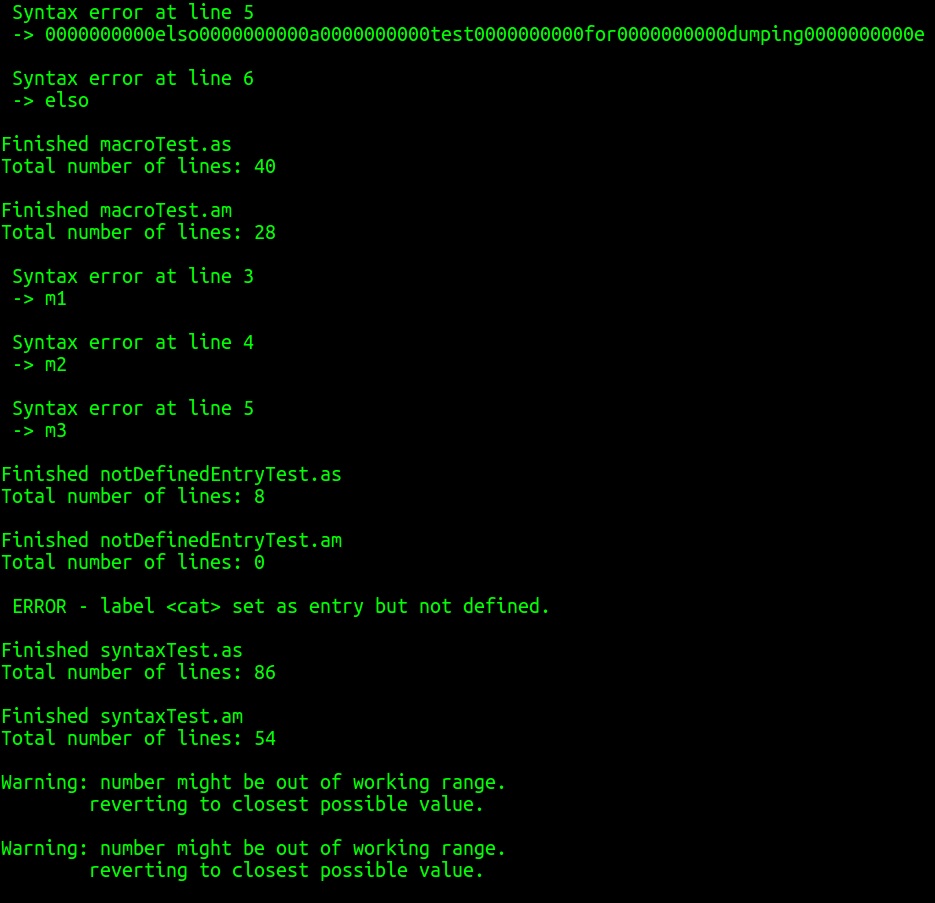 Syntax error at line 5
-> 0000000000elso0000000000a0000000000test0000000000for0000000000dumping0000000000e
Syntax error at line 6
-> elso
Finished macroTest.as
Total number of lines: 40
Finished macroTest.am
Total number of lines: 28
Syntax error at line 3
-> m1
Syntax error at line 4
-> m2
Syntax error at line 5
-> m3
Finished notDefinedEntryTest.as
Total number of lines: 8
Finished notDefinedEntryTest.am
Total number of lines: 0
ERROR - label <cat> set as entry but not defined.
Finished syntaxTest.as
Total number of lines: 86
Finished syntaxTest.am
Total number of lines: 54
Warning: number might be out of working range.
reverting to closest possible value.
Warning: number might be out of working range.
reverting to closest possible value.